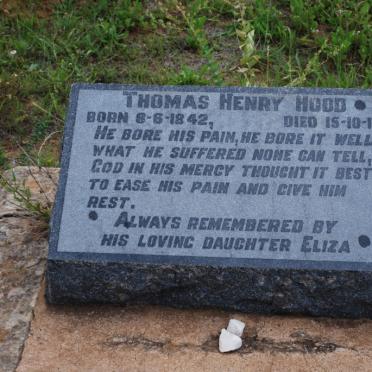 THOMAS HENRY HOOD
BORN 6-6-1842, DIED 15-10-1
HE BORE HIS PAIN, HE BORE IT WELL
WHAT HE SUFFERED NONE CAN TELL,
GOD IN HIS MERCY THOUGHT IT BEST
TO EASE HIS PAIN AND GIVE HIM
REST.
ALWAYS REMEMBERED BY
HIS LOVING DAUGHTER ELIZA